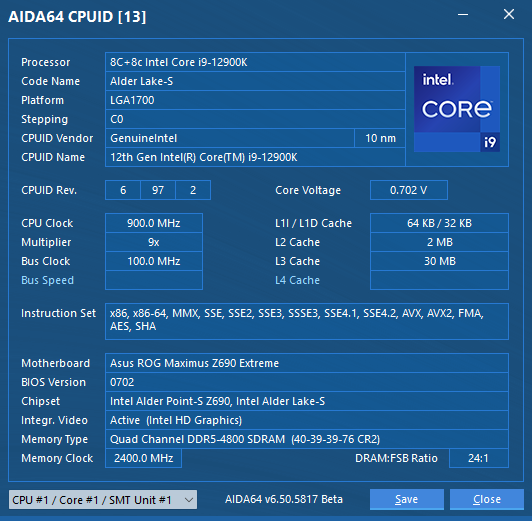 AIDA64 CPUID [13]
Processor 8C+8c Intel Core i9-12900K
Code Name Alder Lake-S
Platform LGA1700
Stepping C0
CPUID Vendor GenuineIntel 10 nm
CPUID Name 12th Gen Intel(R) Core(TM) i9-12900K
intel.
CORE
i9
CPUID Rev. 6 97 2 Core Voltage 0.702 V
CPU Clock 900.0 MHz L1I / L1D Cache 64 KB / 32 KB
Multiplier 9x L2 Cache 2 MB
Bus Clock 100.0 MHz L3 Cache 30 MB
Bus Speed L4 Cache
Instruction Set x86, x86-64, MMX, SSE, SSE2, SSE3, SSSE3, SSE4.1, SSE4.2, AVX, AVX2, FMA,
AES, SHA
Motherboard Asus ROG Maximus Z690 Extreme
BIOS Version 0702
Chipset Intel Alder Point-S Z690, Intel Alder Lake-S
Integr. Video Active (Intel HD Graphics)
Memory Type Quad Channel DDR5-4800 SDRAM (40-39-39-76 CR2)
Memory Clock 2400.0 MHz DRAM:FSB Ratio 24:1
CPU #1 / Core #1 / SMT Unit #1 AIDA64 v6.50.5817 Beta Save Close